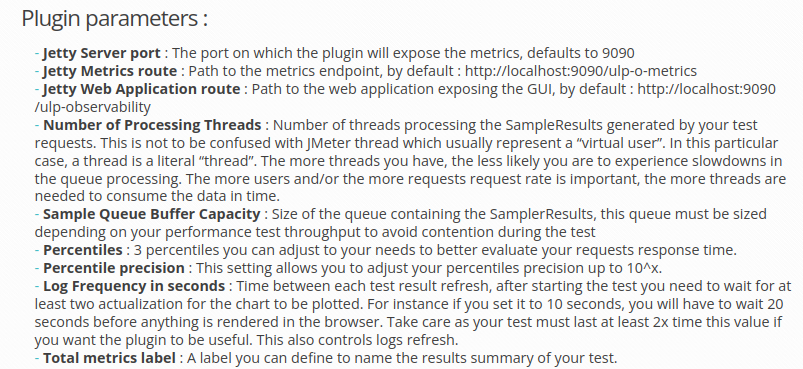 Plugin parameters :
- Jetty Server port : The port on which the plugin will expose the metrics, defaults to 9090
- Jetty Metrics route : Path to the metrics endpoint, by default : http://localhost:9090/ulp-o-metrics
- Jetty Web Application route : Path to the web application exposing the GUI, by default : http://localhost:9090
/ulp-observability
- Number of Processing Threads : Number of threads processing the SampleResults generated by your test
requests. This is not to be confused with JMeter thread which usually represent a “virtual user”. In this particular
case, a thread is a literal “thread”. The more threads you have, the less likely you are to experience slowdowns in
the queue processing. The more users and/or the more requests request rate is important, the more threads are
needed to consume the data in time.
- Sample Queue Buffer Capacity : Size of the queue containing the SamplerResults, this queue must be sized
depending on your performance test throughput to avoid contention during the test
- Percentiles : 3 percentiles you can adjust to your needs to better evaluate your requests response time.
- Percentile precision : This setting allows you to adjust your percentiles precision up to 10^x.
- Log Frequency in seconds : Time between each test result refresh, after starting the test you need to wait for at
least two actualization for the chart to be plotted. For instance if you set it to 10 seconds, you will have to wait 20
seconds before anything is rendered in the browser. Take care as your test must last at least 2x time this value if
you want the plugin to be useful. This also controls logs refresh.
- Total metrics label : A label you can define to name the results summary of your test.